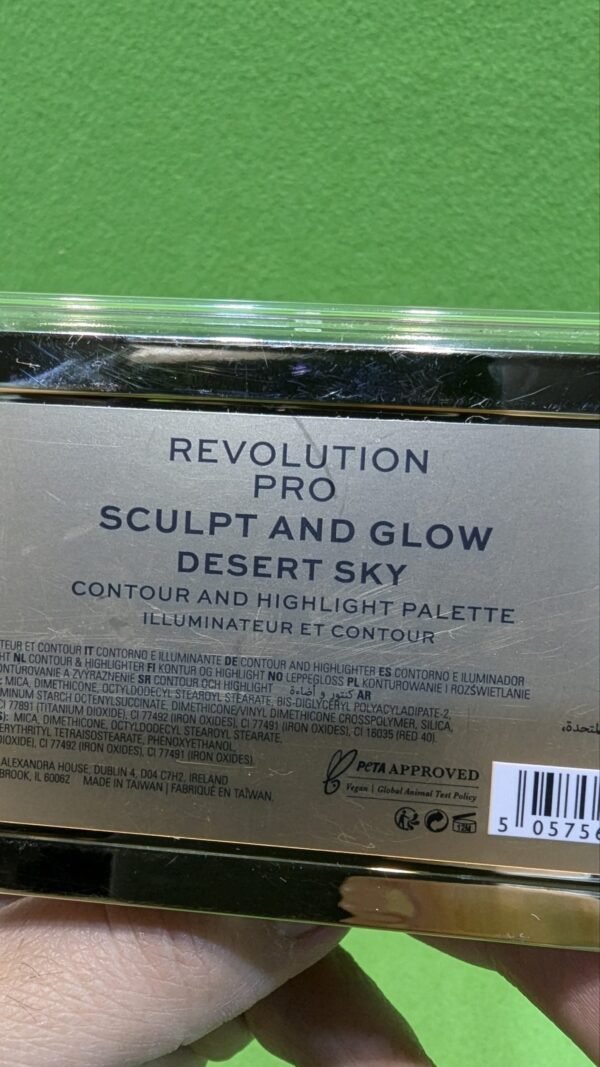 REVOLUTION
PRO
SCULPT AND GLOW
DESERT SKY
CONTOUR AND HIGHLIGHT PALETTE
ILLUMINATEUR ET CONTOUR
TEUR ET CONTOUR IT CONTORNO E ILLUMINANTE DE CONTOUR AND HIGHLIGHTER ES CONTORNO E ILUMINADOR
HT NL CONTOUR & HIGHLIGHTER FI KONTUR OG HIGHLIGHT NO LEPPEGLOSS PL KONTUROWANIE I ROZŚWIETLANIE
ONTUROVANIE A ZVÝRAZNENIE SR CONTOUR OCH HIGHLIGHT كنتور و أضاءة AR
: MICA, DIMETHICONE, OCTYLDODECYL STEAROYL STEARATE, BIS-DIGLYCERYL POLYACYLADIPATE-2,
MINUM STARCH OCTENYLSUCCINATE, DIMETHICONE/VINYL DIMETHICONE CROSSPOLYMER, SILICA,
CI 77891 (TITANIUM DIOXIDE), CI 77492 (IRON OXIDES), CI 77491 (IRON OXIDES), CI 16035 (RED 40).
S): MICA, DIMETHICONE, OCTYLDODECYL STEAROYL STEARATE,
ERYTHRITYL TETRAISOSTEARATE, PHENOXYETHANOL,
IOXIDE), CI 77492 (IRON OXIDES), CI 77491 (IRON OXIDES).
ALEXANDRA HOUSE, DUBLIN 4, D04 C7H2, IRELAND
BROOK, IL 60062 MADE IN TAIWAN | FABRIQUÉ EN TAIWAN.
PETA APPROVED
Vegan | Global Animal Test Policy
12M
5 05756